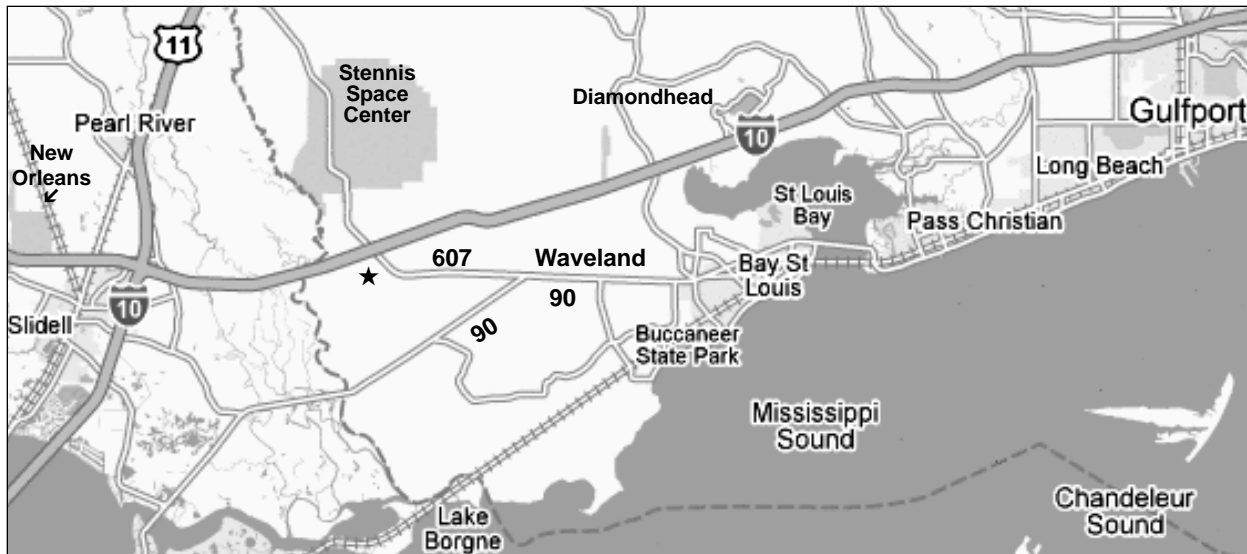 11
Stennis
Space
Center
Diamondhead
10
Gulfport
Pearl River
New
Orleans
Long Beach
St Louis
Bay
Pass Christian
607
Waveland
Bay St
Louis
90
10
Slidell
90
Buccaneer
State Park
Mississippi
Sound
Lake
Borgne
Chandeleur
Sound